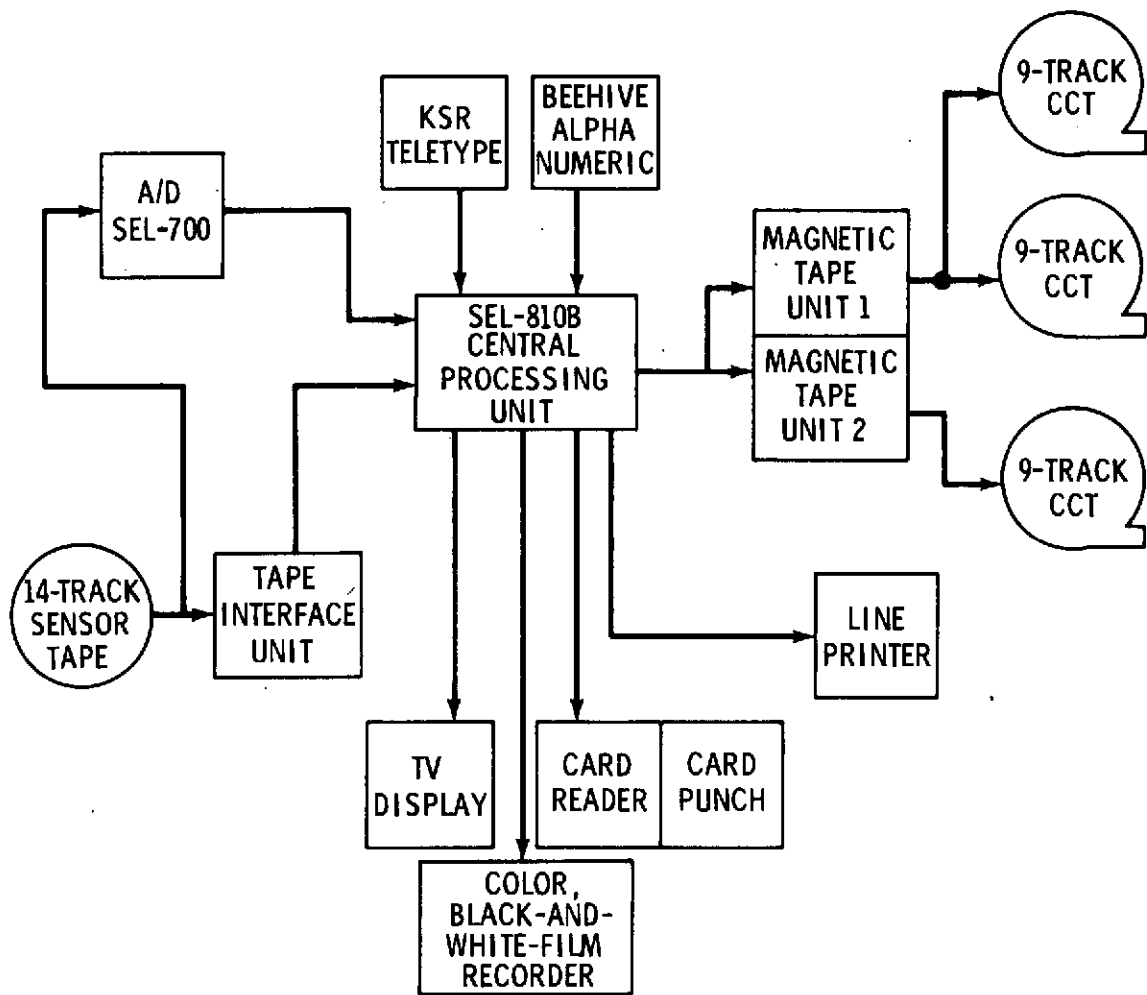 9-TRACK
CCT
KSR
TELETYPE
BEEHIVE
ALPHA
NUMERIC
A/D
SEL-700
MAGNETIC
TAPE
UNIT 1
9-TRACK
CCT
SEL-810B
CENTRAL
PROCESSING
UNIT
MAGNETIC
TAPE
UNIT 2
9-TRACK
CCT
14-TRACK
SENSOR
TAPE
TAPE
INTERFACE
UNIT
LINE
PRINTER
TV
DISPLAY
CARD
READER
CARD
PUNCH
COLOR,
BLACK-AND-
WHITE-FILM
RECORDER